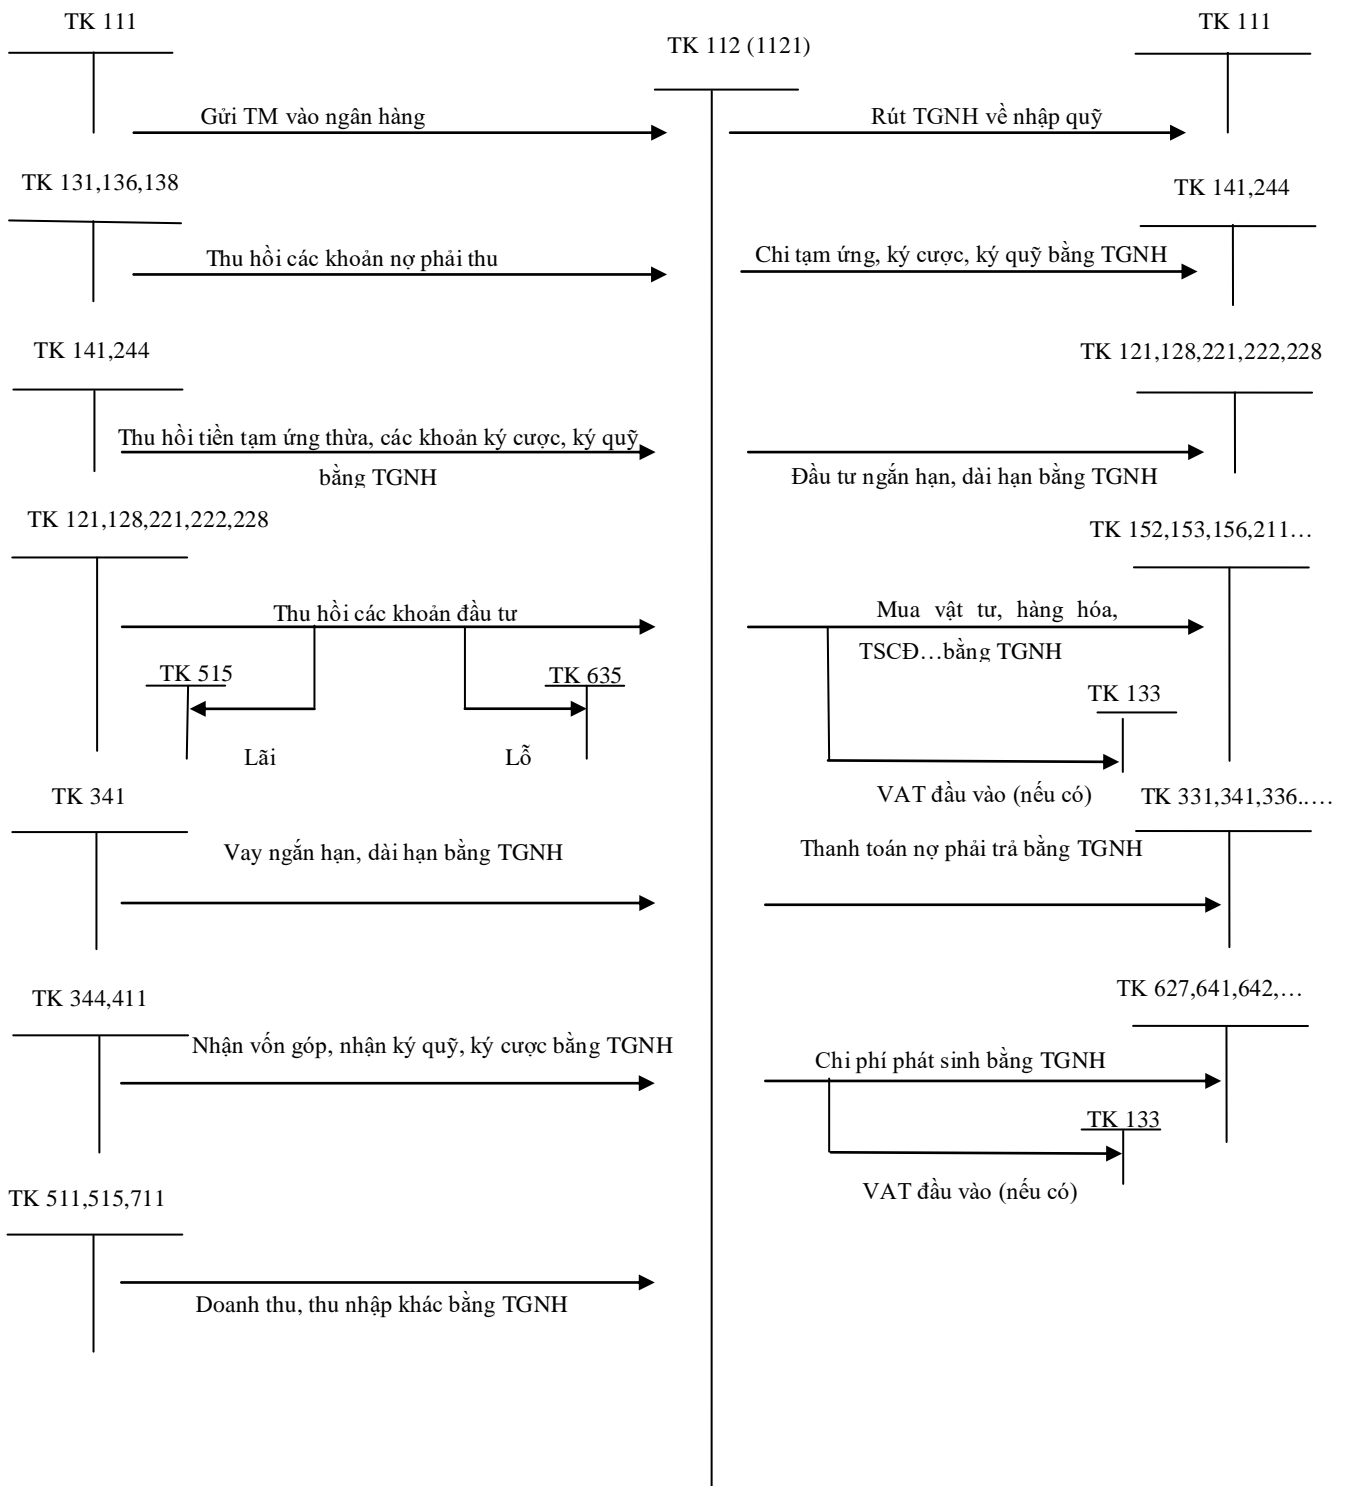 TK 111
TK 112 (1121)
TK 111
Gửi TM vào ngân hàng
Rút TGNH về nhập quỹ
TK 131,136,138
TK 141,244
Thu hồi các khoản nợ phải thu
Chi tạm ứng, ký cược, ký quỹ bằng TGNH
TK 141,244
TK 121,128,221,222,228
Thu hồi tiền tạm ứng thừa, các khoản ký cược, ký quỹ
bằng TGNH
Đầu tư ngắn hạn, dài hạn bằng TGNH
TK 121,128,221,222,228
TK 152,153,156,211…
Thu hồi các khoản đầu tư
Mua vật tư, hàng hóa,
TSCĐ…bằng TGNH
TK 515
TK 635
TK 133
Lãi
Lỗ
VAT đầu vào (nếu có)
TK 341
TK 331,341,336..…
Vay ngắn hạn, dài hạn bằng TGNH
Thanh toán nợ phải trả bằng TGNH
TK 344,411
TK 627,641,642,…
Nhận vốn góp, nhận ký quỹ, ký cược bằng TGNH
Chi phí phát sinh bằng TGNH
TK 133
VAT đầu vào (nếu có)
TK 511,515,711
Doanh thu, thu nhập khác bằng TGNH